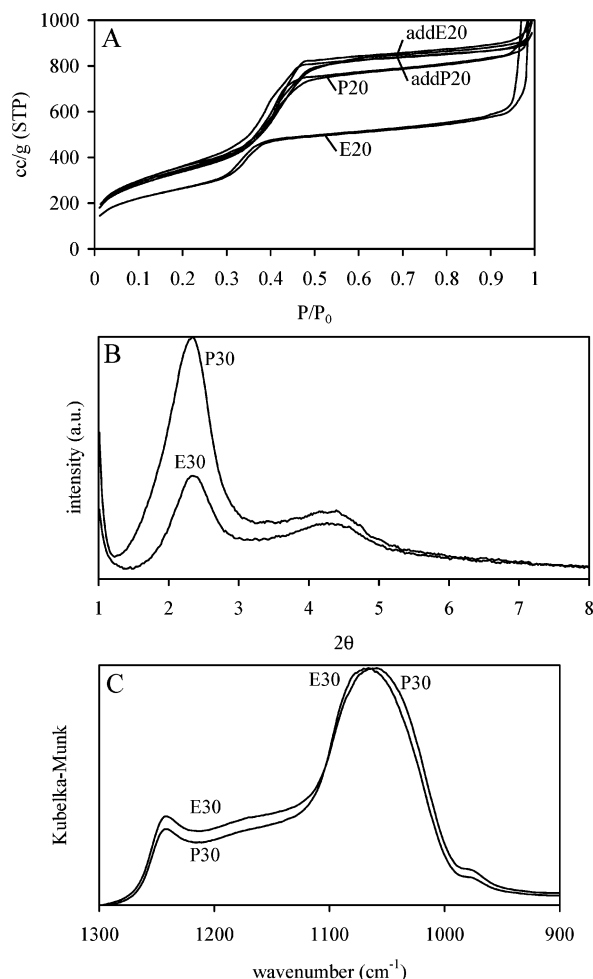 A
1000
800
600
400
200
0
cc/g (STP)
addE20
addP20
P20
E20
0 0.1 0.2 0.3 0.4 0.5 0.6 0.7 0.8 0.9 1
P/P0
B
P30
E30
intensity (a.u.)
1 2 3 4 5 6 7 8
2θ
C
E30 P30
E30
P30
Kubelka-Munk
1300 1200 1100 1000 900
wavenumber (cm-1)